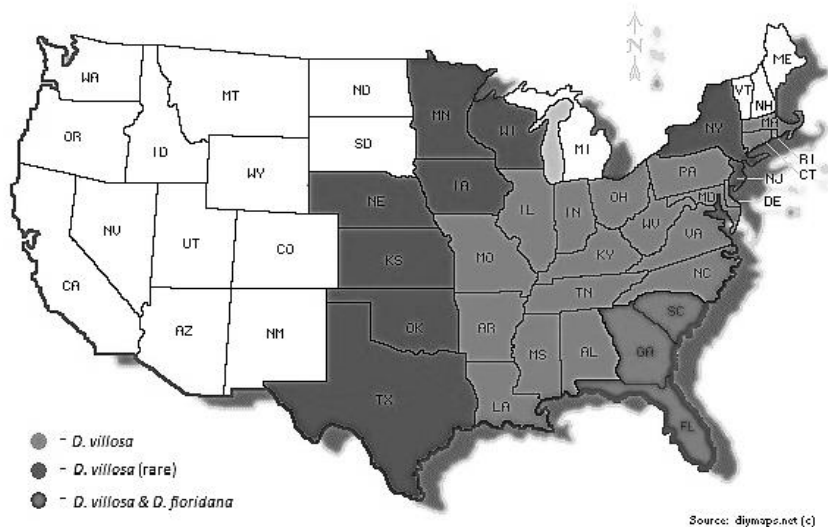 N
WA
MT
ND
MN
ME
VT
NH
OR
ID
SD
WI
MI
NY
MA
WY
RI
CT
IA
PA
NJ
NE
OH
MD
DE
NV
UT
CO
IL
IN
WV
VA
KS
MO
KY
CA
NC
TN
AZ
NM
OK
AR
SC
MS
AL
GA
TX
LA
FL
- D. villosa
- D. villosa (rare)
- D. villosa & D. floridana
Source: diymaps.net (c)